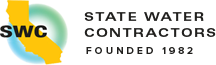 SWC
STATE WATER
CONTRACTORS
FOUNDED 1982